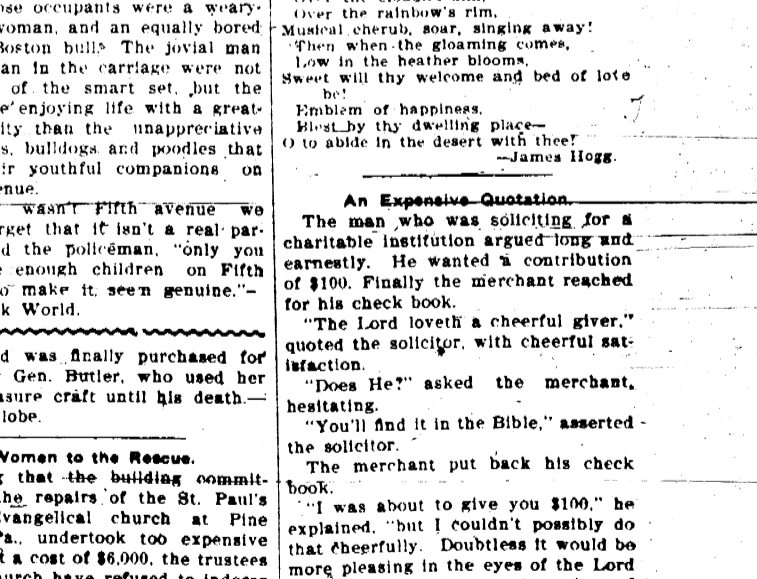 ose occupants were a weary-
woman, and an equally bored
Boston bull. The jovial man
an in the carriage were not
of the smart set, but the
e enjoying life with a great-
ity than the unappreciative
s, bulldogs and poodles that
ir youthful companions on
enue.
wasn't Fifth avenue we
rget that it isn't a real par-
d the policeman, "only you
e enough children on Fifth
o make it seem genuine."—
k World.
d was finally purchased for
Gen. Butler, who used her
asure craft until his death.—
lobe.
Women to the Rescue.
g that the building commit-
the repairs of the St. Paul's
Evangelical church at Pine
Pa., undertook too expensive
t a cost of $6,000, the trustees
urch have refused to
Over the rainbow's rim,
Musical cherub, soar, singing away!
Then when the gloaming comes,
Low in the heather blooms,
Sweet will thy welcome and bed of love
be!
Emblem of happiness,
Blest by thy dwelling place—
O to abide in the desert with thee!
—James Hogg.
An Expensive Quotation.
The man who was soliciting for a
charitable institution argued long and
earnestly. He wanted a contribution
of $100. Finally the merchant reached
for his check book.
"The Lord loveth a cheerful giver,"
quoted the solicitor, with cheerful sat-
isfaction.
"Does He?" asked the merchant,
hesitating.
"You'll find it in the Bible," asserted
the solicitor.
The merchant put back his check
book.
"I was about to give you $100," he
explained, "but I couldn't possibly do
that cheerfully. Doubtless it would be
more pleasing in the eyes of the Lord